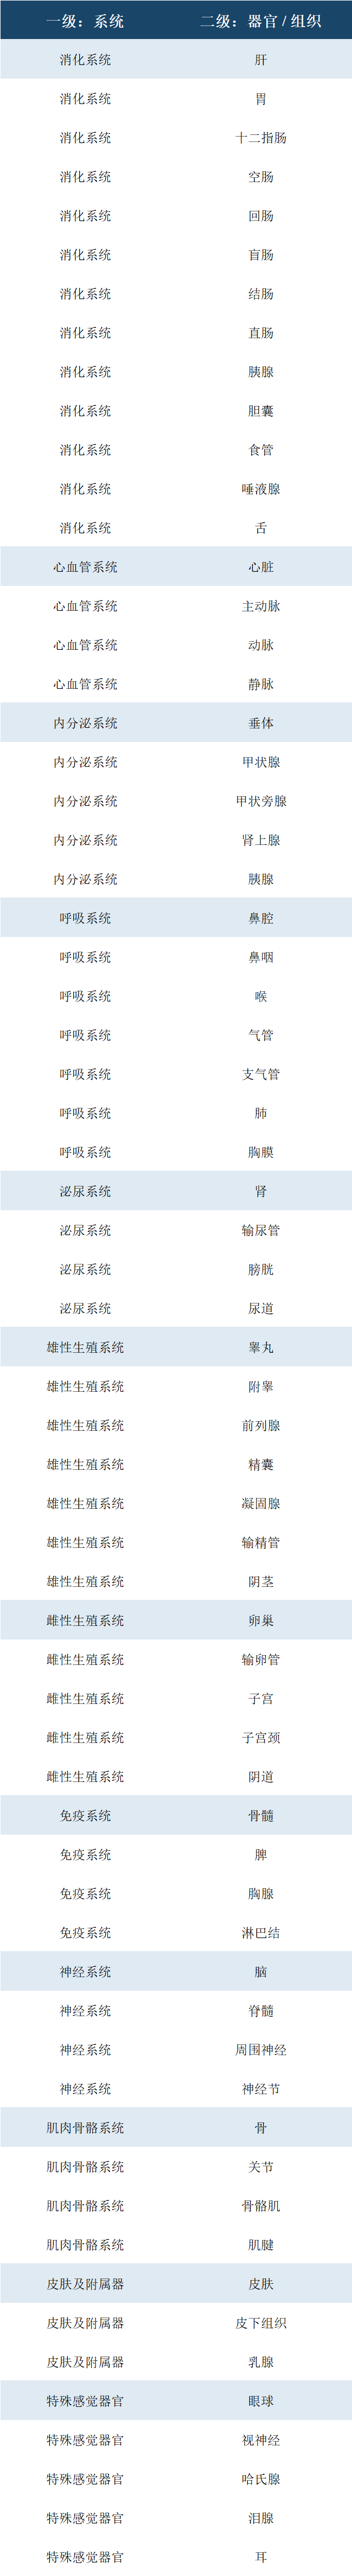 一级：系统 二级：器官 / 组织
消化系统 肝
消化系统 胃
消化系统 十二指肠
消化系统 空肠
消化系统 回肠
消化系统 盲肠
消化系统 结肠
消化系统 直肠
消化系统 胰腺
消化系统 胆囊
消化系统 食管
消化系统 唾液腺
消化系统 舌
心血管系统 心脏
心血管系统 主动脉
心血管系统 动脉
心血管系统 静脉
内分泌系统 垂体
内分泌系统 甲状腺
内分泌系统 甲状旁腺
内分泌系统 肾上腺
内分泌系统 胰腺
呼吸系统 鼻腔
呼吸系统 鼻咽
呼吸系统 喉
呼吸系统 气管
呼吸系统 支气管
呼吸系统 肺
呼吸系统 胸膜
泌尿系统 肾
泌尿系统 输尿管
泌尿系统 膀胱
泌尿系统 尿道
雄性生殖系统 睾丸
雄性生殖系统 附睾
雄性生殖系统 前列腺
雄性生殖系统 精囊
雄性生殖系统 凝固腺
雄性生殖系统 输精管
雄性生殖系统 阴茎
雌性生殖系统 卵巢
雌性生殖系统 输卵管
雌性生殖系统 子宫
雌性生殖系统 子宫颈
雌性生殖系统 阴道
免疫系统 骨髓
免疫系统 脾
免疫系统 胸腺
免疫系统 淋巴结
神经系统 脑
神经系统 脊髓
神经系统 周围神经
神经系统 神经节
肌肉骨骼系统 骨
肌肉骨骼系统 关节
肌肉骨骼系统 骨骼肌
肌肉骨骼系统 肌腱
皮肤及附属器 皮肤
皮肤及附属器 皮下组织
皮肤及附属器 乳腺
特殊感觉器官 眼球
特殊感觉器官 视神经
特殊感觉器官 哈氏腺
特殊感觉器官 泪腺
特殊感觉器官 耳